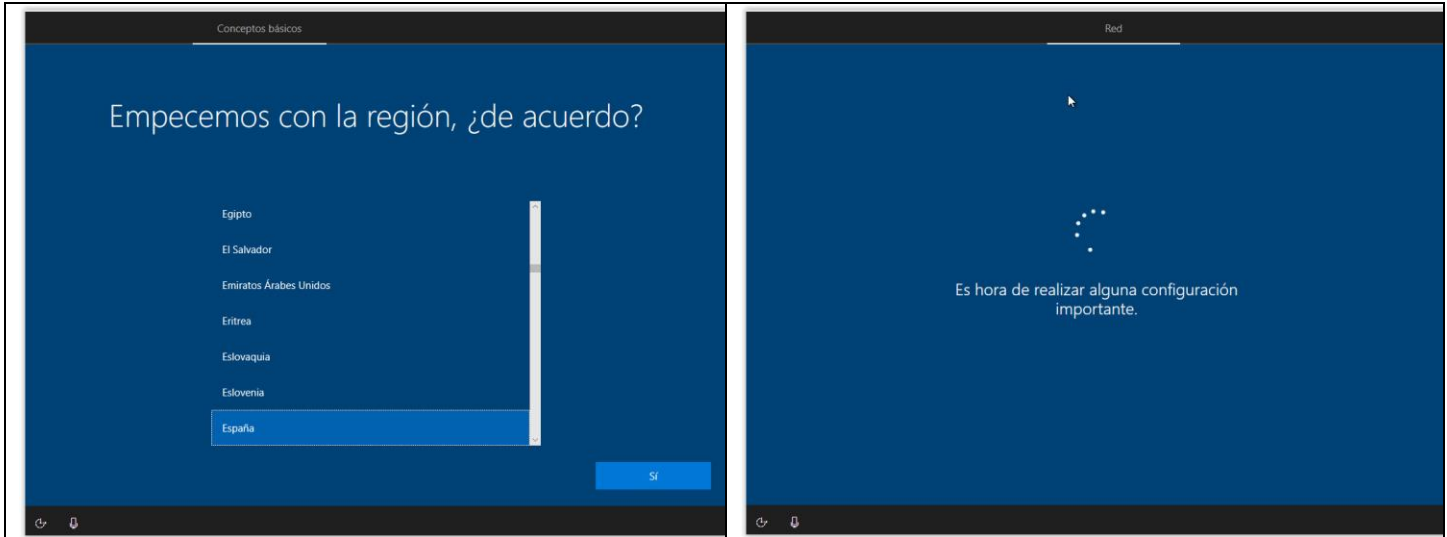 Conceptos básicos
Empecemos con la región, ¿de acuerdo?
Egipto
El Salvador
Emiratos Árabes Unidos
Eritrea
Eslovaquia
Eslovenia
España
Sí
Red
Es hora de realizar alguna configuración
importante.